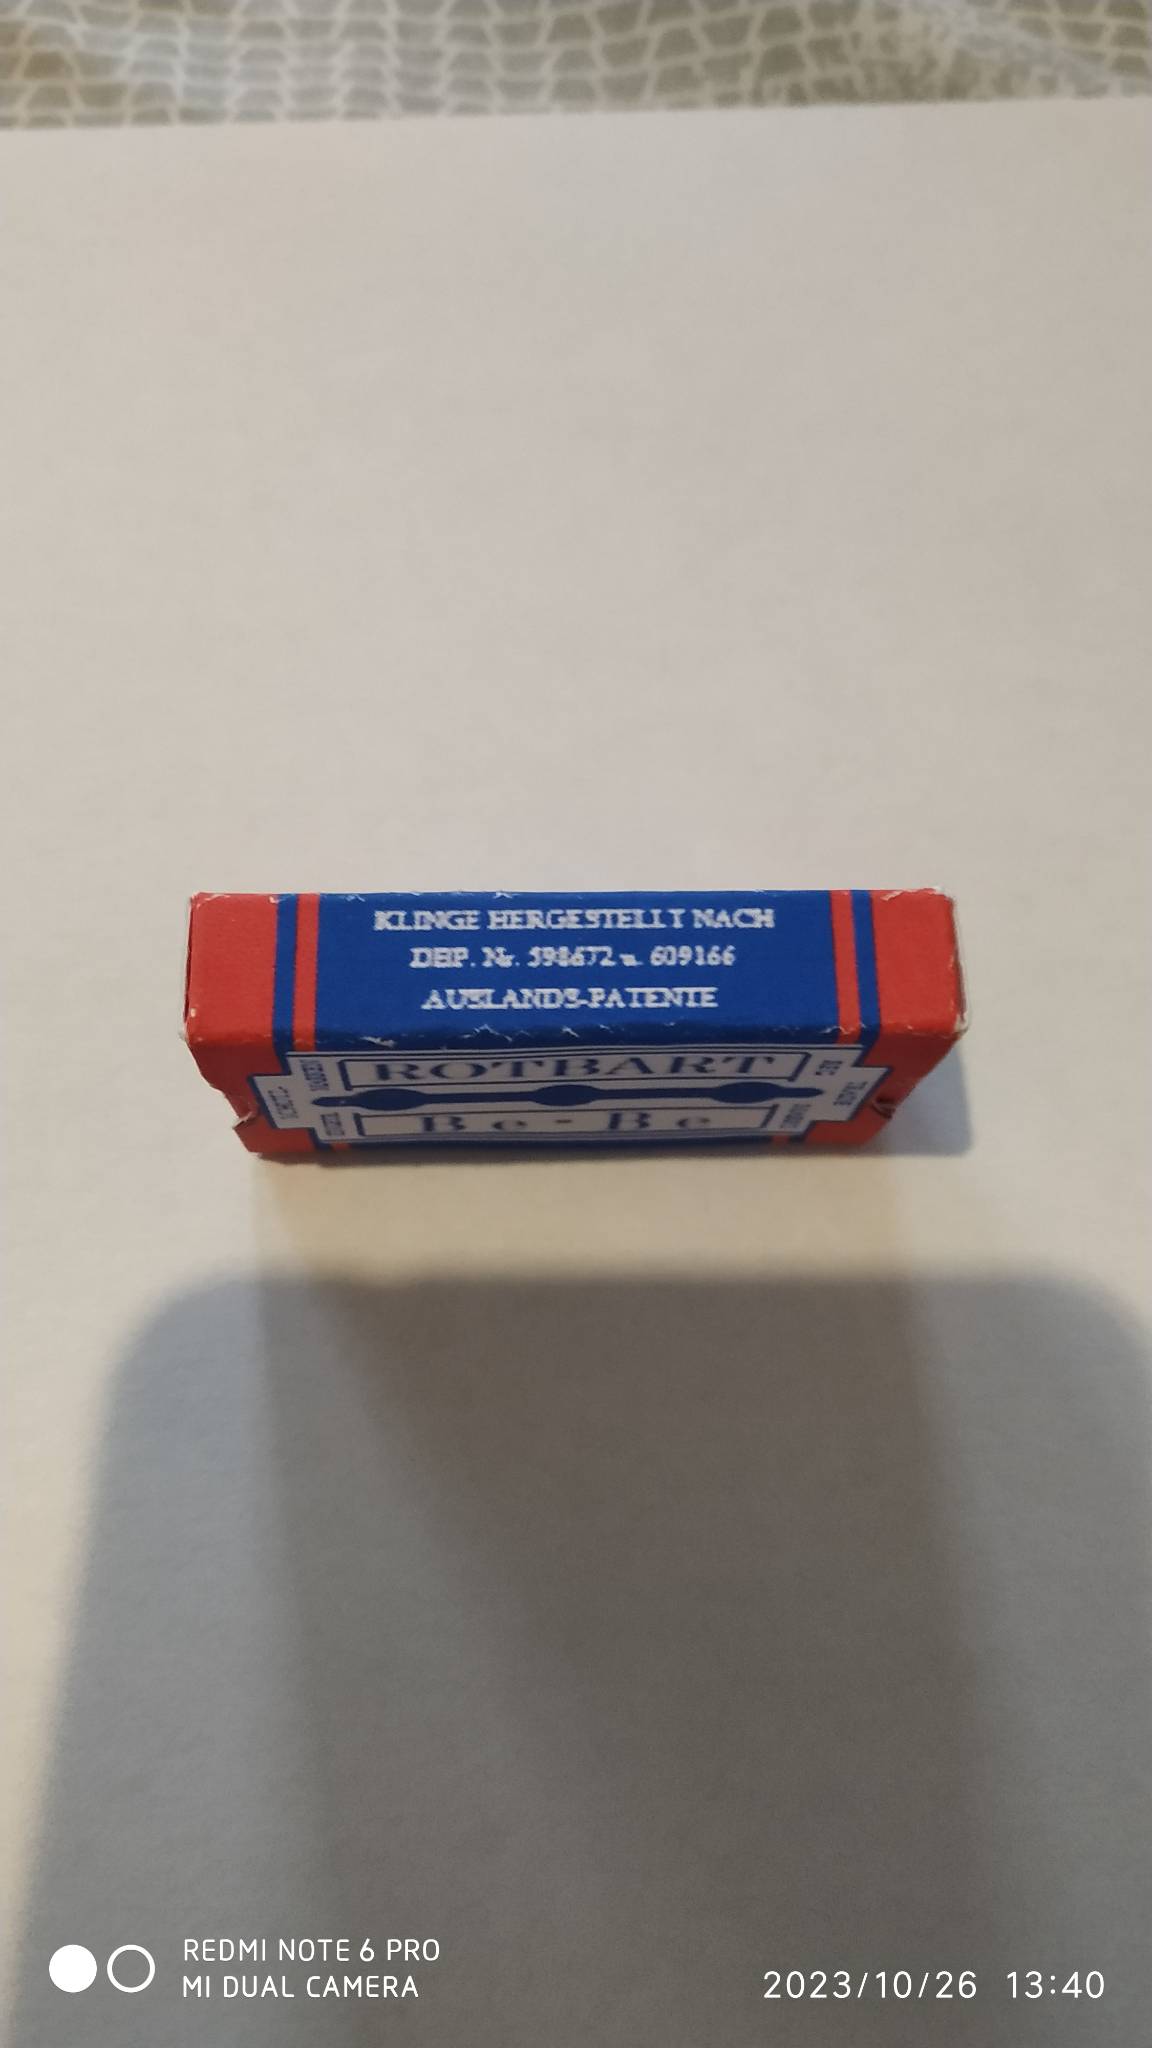 KLINGE HERGESTELLT NACH
DBP. Nr. 598672 u. 609166
AUSLANDS-PATENTE
ROTBART
Be-Be
REDMI NOTE 6 PRO
MI DUAL CAMERA
2023/10/26 13:40